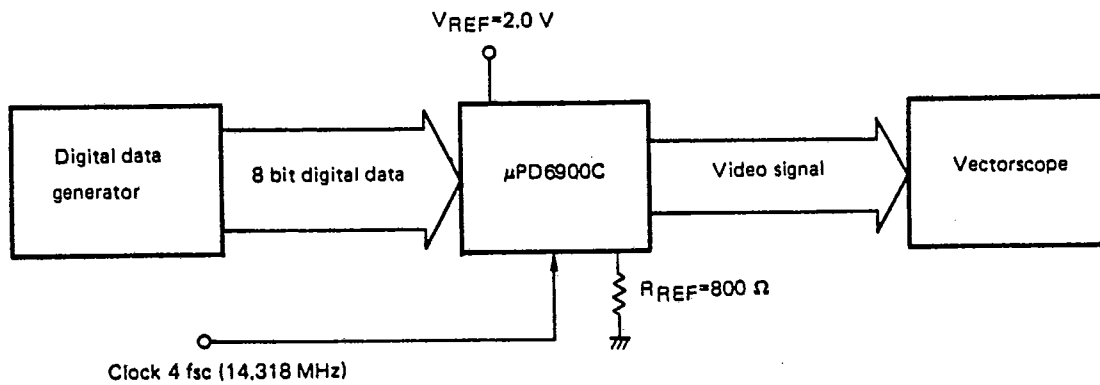 VREF=2.0 V
Digital data
generator
8 bit digital data
μPD6900C
Video signal
Vectorscope
RREF=800 Ω
Clock 4 fsc (14,318 MHz)